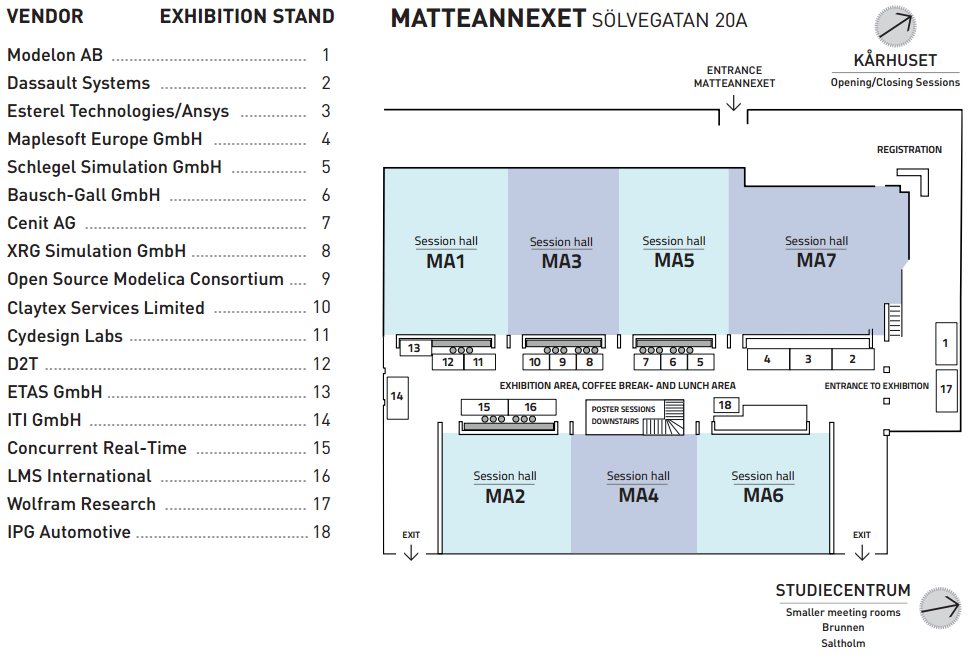 VENDOR EXHIBITION STAND
Modelon AB 1
Dassault Systems 2
Esterel Technologies/Ansys 3
Maplesoft Europe GmbH 4
Schlegel Simulation GmbH 5
Bausch-Gall GmbH 6
Cenit AG 7
XRG Simulation GmbH 8
Open Source Modelica Consortium 9
Claytex Services Limited 10
Cydesign Labs 11
D2T 12
ETAS GmbH 13
ITI GmbH 14
Concurrent Real-Time 15
LMS International 16
Wolfram Research 17
IPG Automotive 18
MATTEANNEXET SÖLVEGATAN 20A
KÅRHUSET
Opening/Closing Sessions
ENTRANCE
MATTEANNEXET
REGISTRATION
Session hall
MA1
Session hall
MA3
Session hall
MA5
Session hall
MA7
13
12 11
10 9 8
7 6 5
4 3 2
1
17
14
EXHIBITION AREA, COFFEE BREAK- AND LUNCH AREA
ENTRANCE TO EXHIBITION
15 16
POSTER SESSIONS
DOWNSTAIRS
18
Session hall
MA2
Session hall
MA4
Session hall
MA6
EXIT
EXIT
STUDIECENTRUM
Smaller meeting rooms
Brunnen
Saltholm